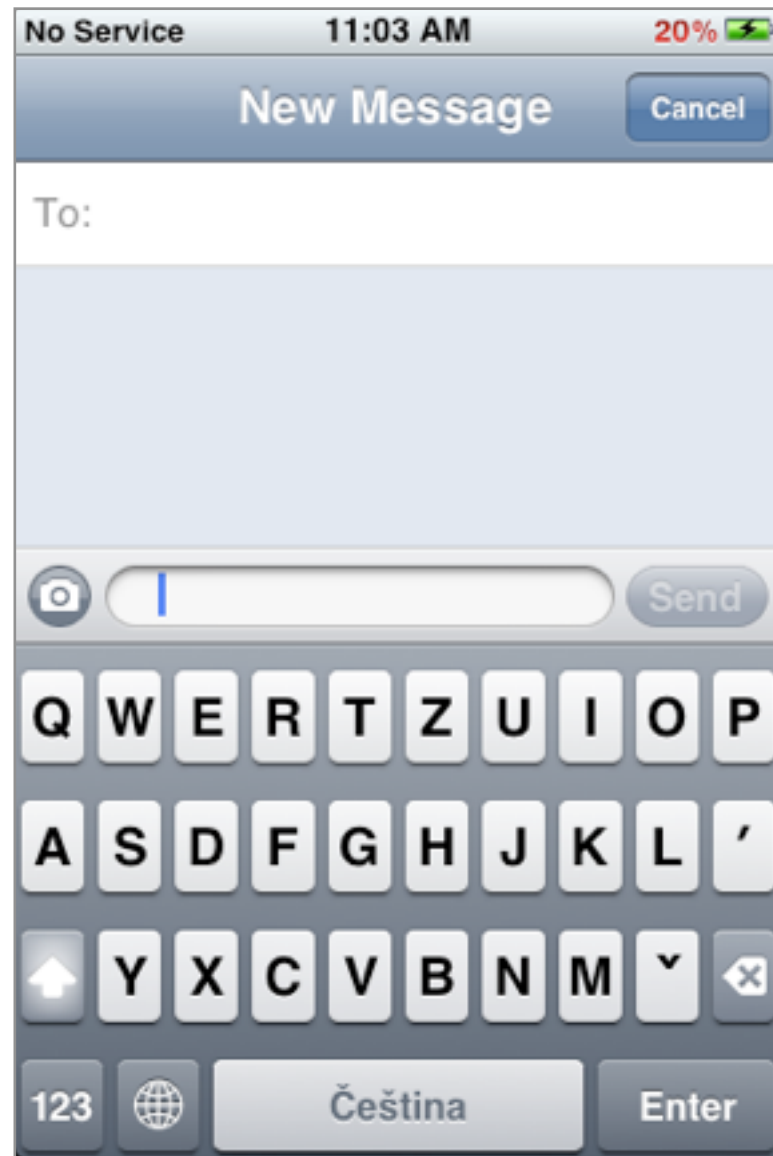 No Service 11:03 AM 20%
New Message Cancel
To:
Send
Q W E R T Z U I O P
A S D F G H J K L ʹ
Y X C V B N M ˇ
123 Čeština Enter